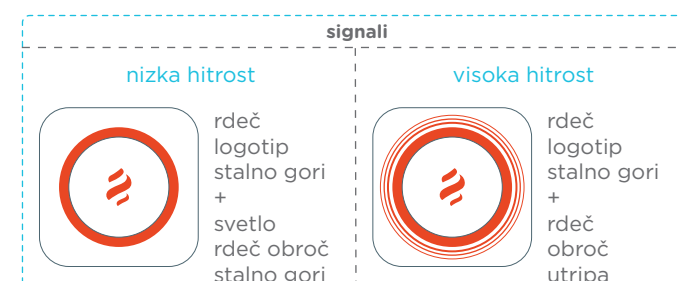 signali
nizka hitrost
rdeč
logotip
stalno gori
+
svetlo
rdeč obroč
stalno gori
visoka hitrost
rdeč
logotip
stalno gori
+
rdeč
obroč
utripa